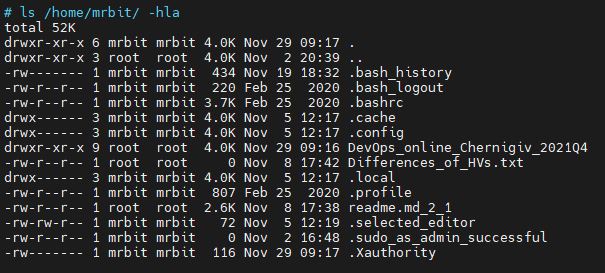 # ls /home/mrbit/ -hla
total 52K
drwxr-xr-x 6 mrbit mrbit 4.0K Nov 29 09:17 .
drwxr-xr-x 3 root  root  4.0K Nov  2 20:39 ..
-rw------- 1 mrbit mrbit  434 Nov 19 18:32 .bash_history
-rw-r--r-- 1 mrbit mrbit  220 Feb 25  2020 .bash_logout
-rw-r--r-- 1 mrbit mrbit 3.7K Feb 25  2020 .bashrc
drwx------ 3 mrbit mrbit 4.0K Nov  5 12:17 .cache
drwx------ 3 mrbit mrbit 4.0K Nov  5 12:17 .config
drwxr-xr-x 9 root  root  4.0K Nov 29 09:16 DevOps_online_Chernigiv_2021Q4
-rw-r--r-- 1 root  root     0 Nov  8 17:42 Differences_of_HVs.txt
drwx------ 3 mrbit mrbit 4.0K Nov  5 12:17 .local
-rw-r--r-- 1 mrbit mrbit  807 Feb 25  2020 .profile
-rw-r--r-- 1 root  root  2.6K Nov  8 17:38 readme.md_2_1
-rw-rw-r-- 1 mrbit mrbit   72 Nov  5 12:19 .selected_editor
-rw-r--r-- 1 mrbit mrbit    0 Nov  2 16:48 .sudo_as_admin_successful
-rw------- 1 mrbit mrbit  116 Nov 29 09:17 .Xauthority